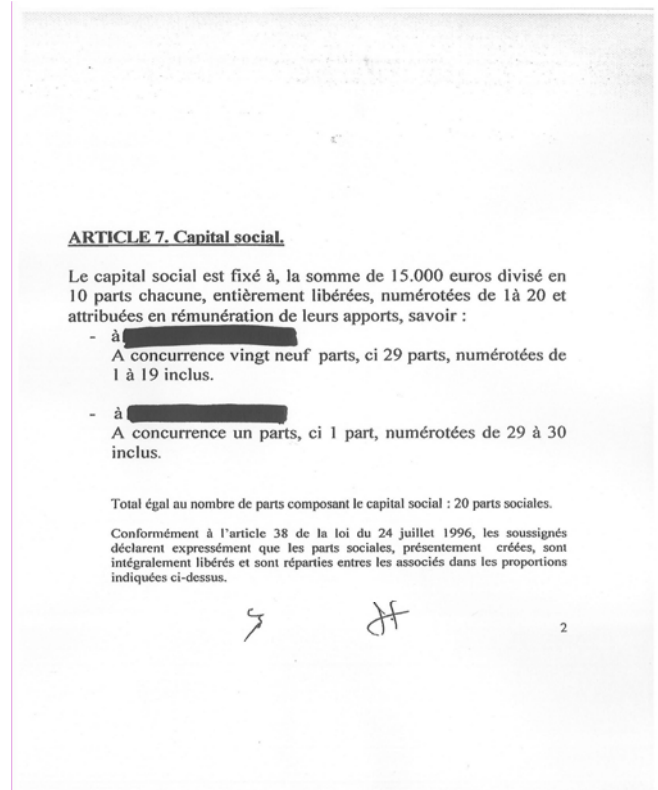 ARTICLE 7. Capital social.
Le capital social est fixé à, la somme de 15.000 euros divisé en
10 parts chacune, entièrement libérées, numérotées de 1à 20 et
attribuées en rémunération de leurs apports, savoir :
- à
A concurrence vingt neuf parts, ci 29 parts, numérotées de
1 à 19 inclus.
- à
A concurrence un parts, ci 1 part, numérotées de 29 à 30
inclus.
Total égal au nombre de parts composant le capital social : 20 parts sociales.
Conformément à l'article 38 de la loi du 24 juillet 1996, les soussignés
déclarent expressément que les parts sociales, présentement créées, sont
intégralement libérés et sont réparties entres les associés dans les proportions
indiquées ci-dessus.
2